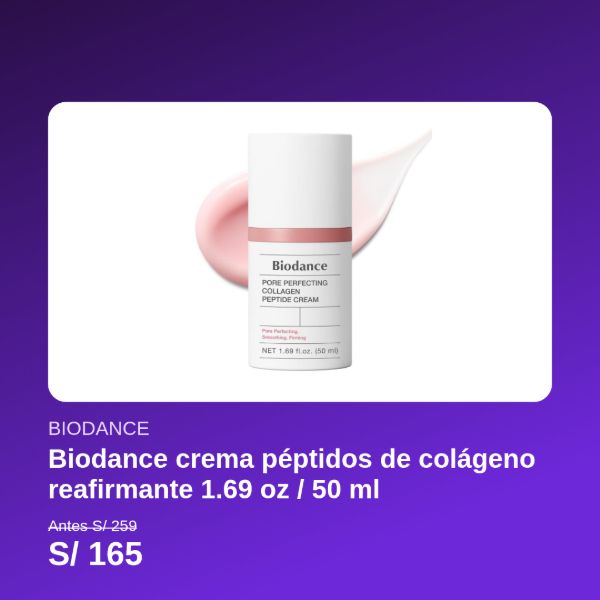 Biodance
PORE PERFECTING
COLLAGEN
PEPTIDE CREAM
Pore Perfecting,
Smoothing, Firming
NET 1.69 fl.oz. (50 ml)
BIODANCE
Biodance crema péptidos de colágeno
reafirmante 1.69 oz / 50 ml
Antes S/ 259
S/ 165